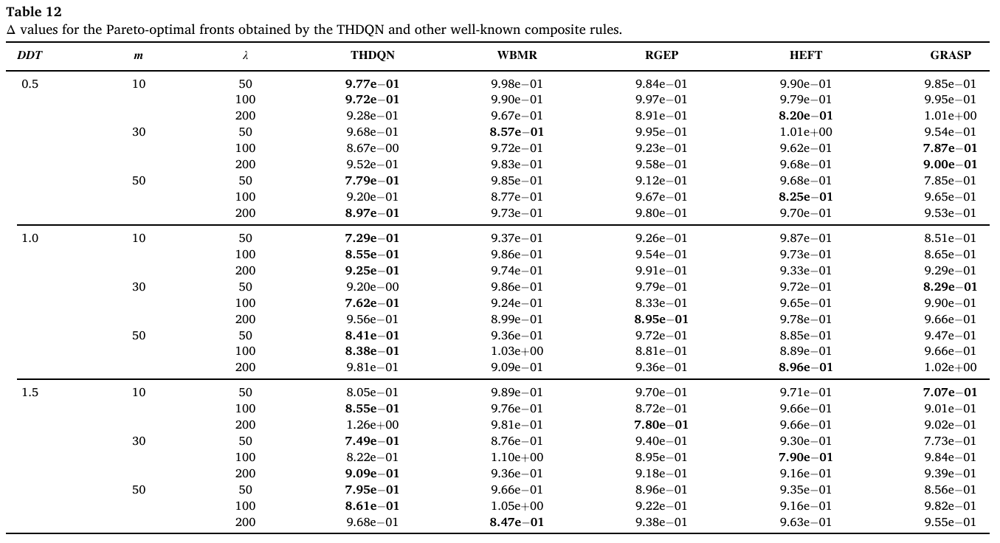 Table 12
Δ values for the Pareto-optimal fronts obtained by the THDQN and other well-known composite rules.
DDT m λ THDQN WBMR RGEP HEFT GRASP
0.5 10 50 9.77e−01 9.98e−01 9.84e−01 9.90e−01 9.85e−01
100 9.72e−01 9.90e−01 9.97e−01 9.79e−01 9.95e−01
200 9.28e−01 9.67e−01 8.91e−01 8.20e−01 1.01e+00
30 50 9.68e−01 8.57e−01 9.95e−01 1.01e+00 9.54e−01
100 8.67e−00 9.72e−01 9.23e−01 9.62e−01 7.87e−01
200 9.52e−01 9.83e−01 9.58e−01 9.68e−01 9.00e−01
50 50 7.79e−01 9.85e−01 9.12e−01 9.68e−01 7.85e−01
100 9.20e−01 8.77e−01 9.67e−01 8.25e−01 9.65e−01
200 8.97e−01 9.73e−01 9.80e−01 9.70e−01 9.53e−01
1.0 10 50 7.29e−01 9.37e−01 9.26e−01 9.87e−01 8.51e−01
100 8.55e−01 9.86e−01 9.54e−01 9.73e−01 8.65e−01
200 9.25e−01 9.74e−01 9.91e−01 9.33e−01 9.29e−01
30 50 9.20e−00 9.86e−01 9.79e−01 9.72e−01 8.29e−01
100 7.62e−01 9.24e−01 8.33e−01 9.65e−01 9.90e−01
200 9.56e−01 8.99e−01 8.95e−01 9.78e−01 9.66e−01
50 50 8.41e−01 9.36e−01 9.72e−01 8.85e−01 9.47e−01
100 8.38e−01 1.03e+00 8.81e−01 8.89e−01 9.66e−01
200 9.81e−01 9.09e−01 9.36e−01 8.96e−01 1.02e+00
1.5 10 50 8.05e−01 9.89e−01 9.70e−01 9.71e−01 7.07e−01
100 8.55e−01 9.76e−01 8.72e−01 9.66e−01 9.01e−01
200 1.26e+00 9.81e−01 7.80e−01 9.66e−01 9.02e−01
30 50 7.49e−01 8.76e−01 9.40e−01 9.30e−01 7.73e−01
100 8.22e−01 1.10e+00 8.95e−01 7.90e−01 9.84e−01
200 9.09e−01 9.36e−01 9.18e−01 9.16e−01 9.39e−01
50 50 7.95e−01 9.66e−01 8.96e−01 9.35e−01 8.56e−01
100 8.61e−01 1.05e+00 9.22e−01 9.16e−01 9.82e−01
200 9.68e−01 8.47e−01 9.38e−01 9.63e−01 9.55e−01